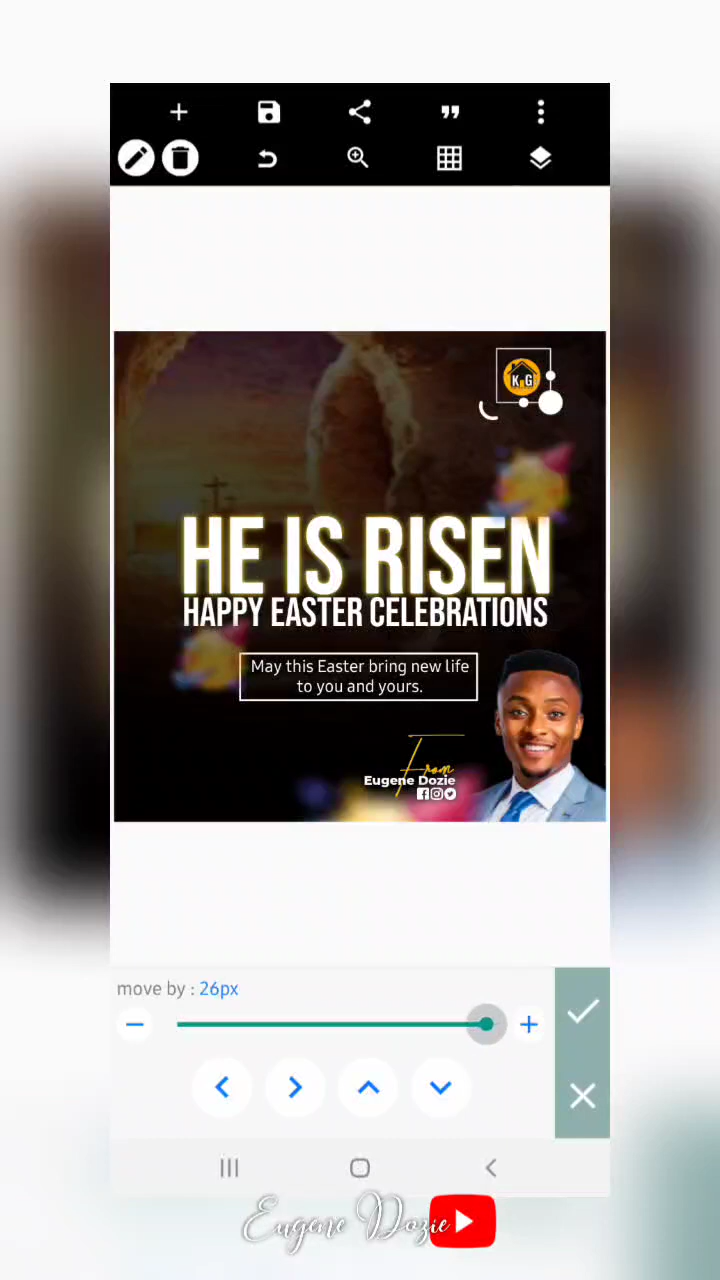 KG
HE IS RISEN
HAPPY EASTER CELEBRATIONS
May this Easter bring new life
to you and yours.
From
Eugene Dozie
move by : 26px
Eugene Dozie